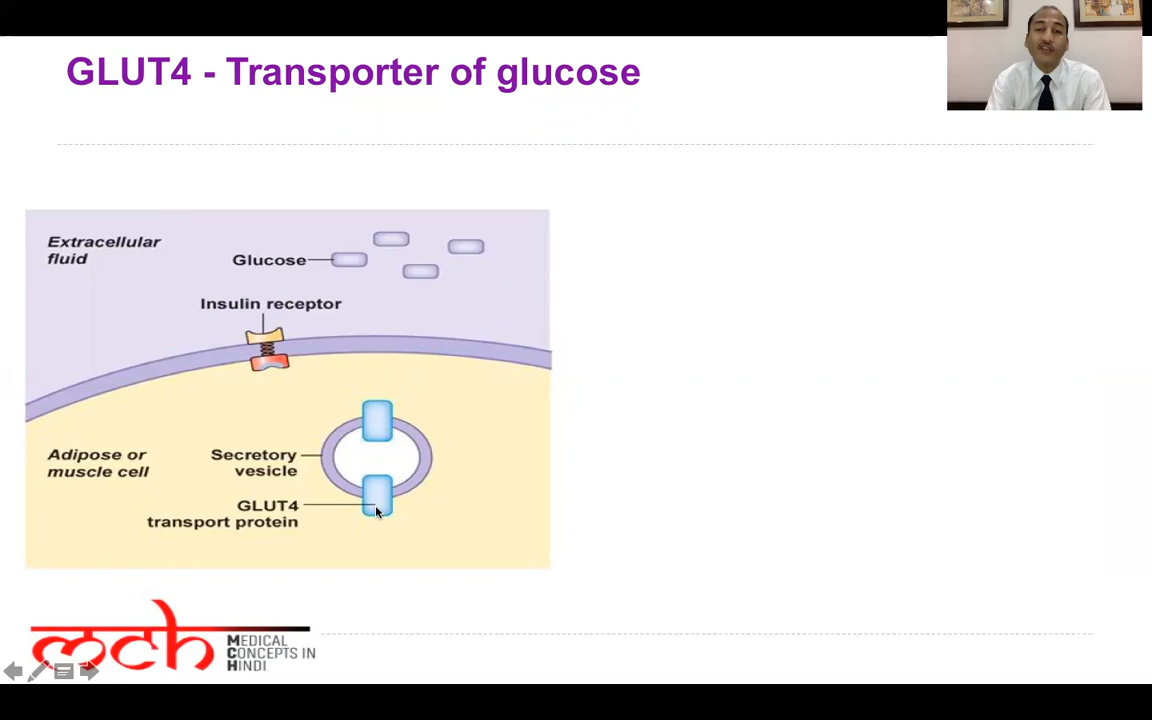 GLUT4 - Transporter of glucose
Extracellular
fluid
Glucose
Insulin receptor
Adipose or
muscle cell
Secretory
vesicle
GLUT4
transport protein
mch
MEDICAL
CONCEPTS IN
HINDI